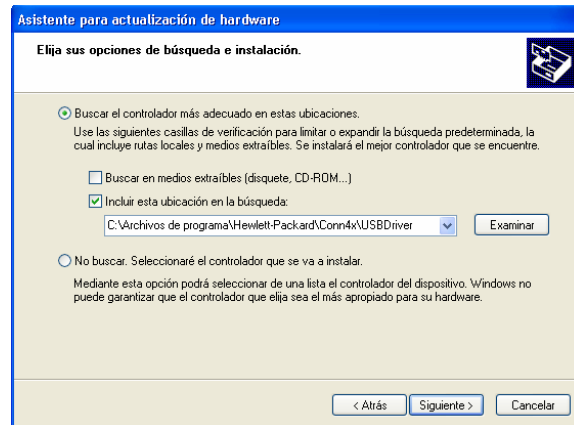 Asistente para actualización de hardware
Elija sus opciones de búsqueda e instalación.
Buscar el controlador más adecuado en estas ubicaciones.
Use las siguientes casillas de verificación para limitar o expandir la búsqueda predeterminada, la
cual incluye rutas locales y medios extraíbles. Se instalará el mejor controlador que se encuentre.
Buscar en medios extraíbles (disquete, CD-ROM...)
Incluir esta ubicación en la búsqueda:
C:\Archivos de programa\Hewlett-Packard\Conn4x\USBDriver
Examinar
No buscar. Seleccionaré el controlador que se va a instalar.
Mediante esta opción podrá seleccionar de una lista el controlador del dispositivo. Windows no
puede garantizar que el controlador que elija sea el más apropiado para su hardware.
< Atrás Siguiente > Cancelar